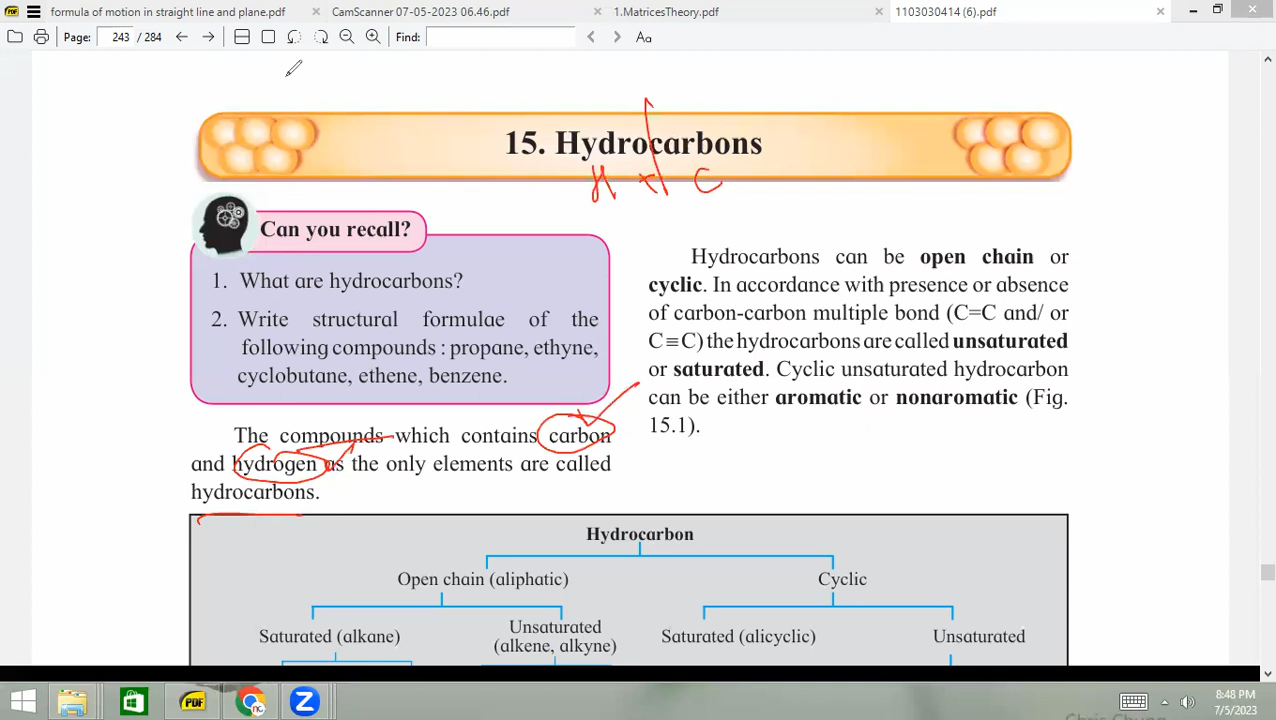 formula of motion in straight line and plane.pdf × CamScanner 07-05-2023 06.46.pdf × 1.MatricesTheory.pdf × 1103030414 (6).pdf ×
Page: 243 / 284 Find: Aa
15. Hydrocarbons
H + C
Can you recall?
1. What are hydrocarbons?
2. Write structural formulae of the
following compounds : propane, ethyne,
cyclobutane, ethene, benzene.
The compounds which contains carbon
and hydrogen as the only elements are called
hydrocarbons.
Hydrocarbons can be open chain or
cyclic. In accordance with presence or absence
of carbon-carbon multiple bond (C=C and/ or
C≡C) the hydrocarbons are called unsaturated
or saturated. Cyclic unsaturated hydrocarbon
can be either aromatic or nonaromatic (Fig.
15.1).
Hydrocarbon
Open chain (aliphatic) Cyclic
Saturated (alkane) Unsaturated
(alkene, alkyne) Saturated (alicyclic) Unsaturated
PDF nc Z 8:48 PM
7/5/2023
Chris Chung